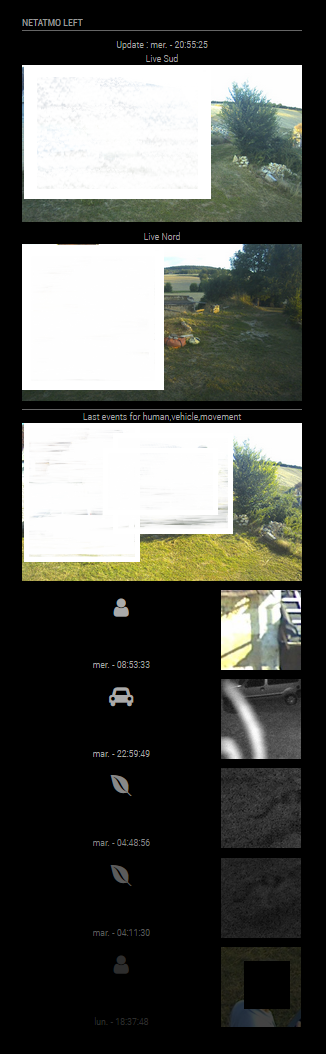 NETATMO LEFT
Update : mer. - 20:55:25
Live Sud
Live Nord
Last events for human,vehicle,movement
mer. - 08:53:33
mar. - 22:59:49
mar. - 04:48:56
mar. - 04:11:30
lun. - 18:37:48